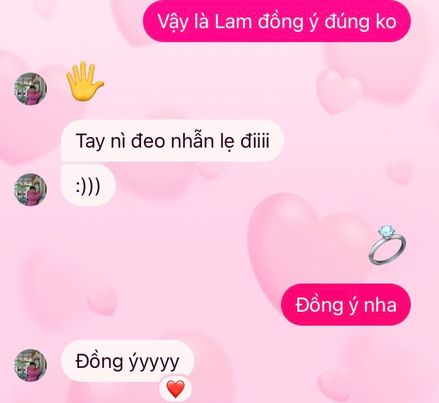 Vậy là Lam đồng ý đúng ko
🖐
Tay nì đeo nhẫn lẹ điiii
:)))
💍
Đồng ý nha
Đồng ýyyyy
❤️